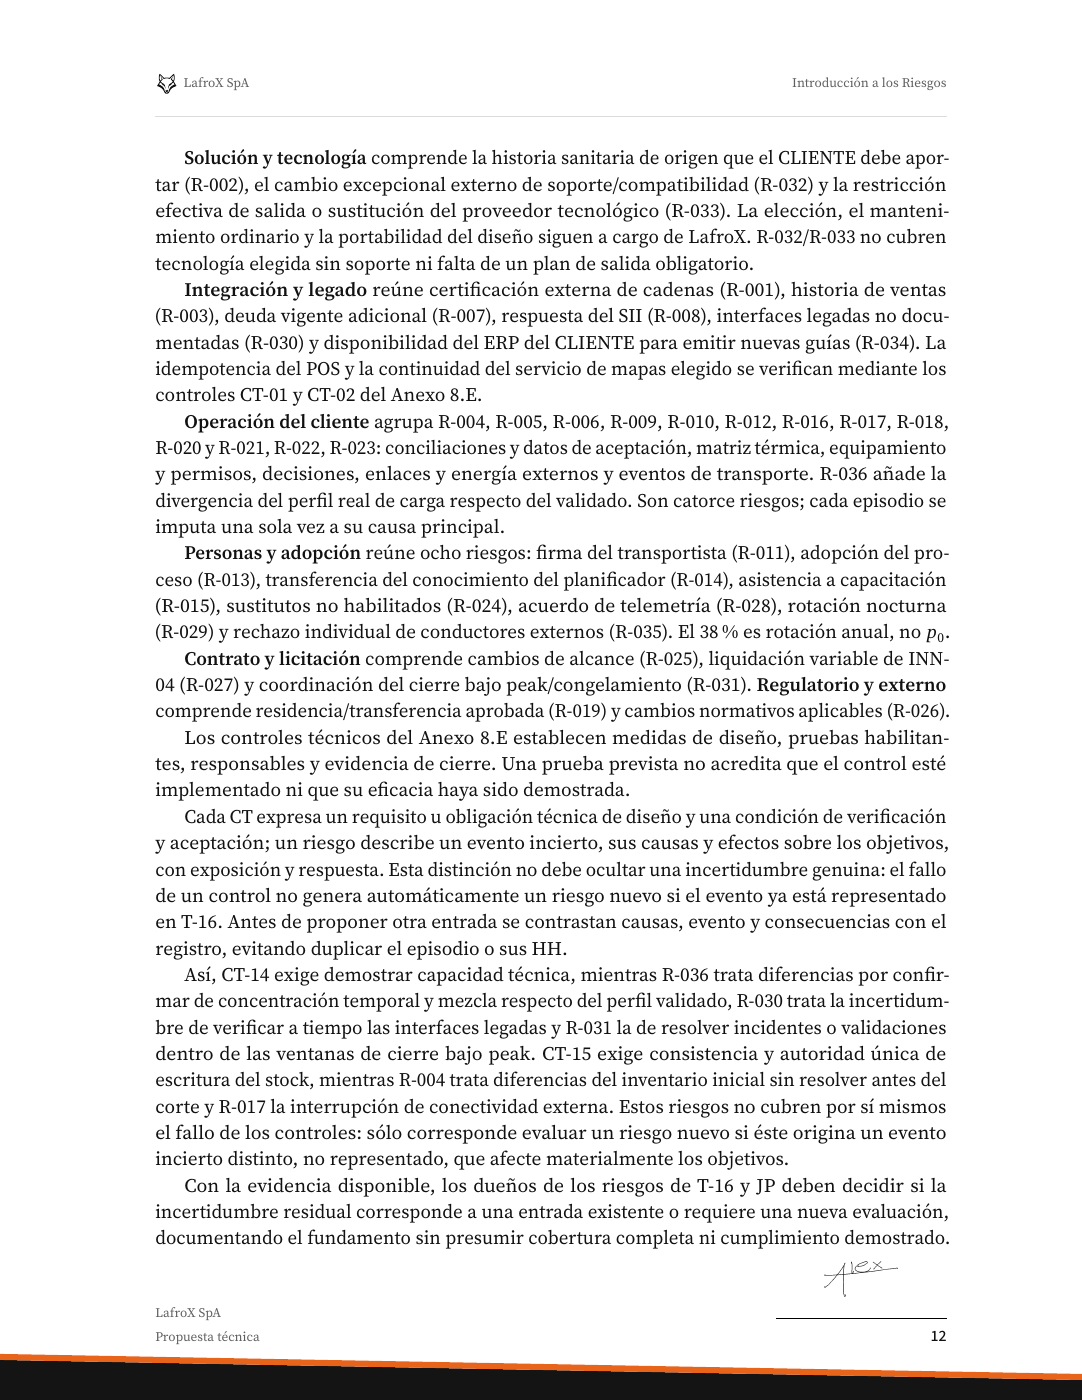 LafroX SpA
Introducción a los Riesgos
Solución y tecnología comprende la historia sanitaria de origen que el CLIENTE debe apor-
tar (R-002), el cambio excepcional externo de soporte/compatibilidad (R-032) y la restricción
efectiva de salida o sustitución del proveedor tecnológico (R-033). La elección, el manteni-
miento ordinario y la portabilidad del diseño siguen a cargo de LafroX. R-032/R-033 no cubren
tecnología elegida sin soporte ni falta de un plan de salida obligatorio.
Integración y legado reúne certificación externa de cadenas (R-001), historia de ventas
(R-003), deuda vigente adicional (R-007), respuesta del SII (R-008), interfaces legadas no docu-
mentadas (R-030) y disponibilidad del ERP del CLIENTE para emitir nuevas guías (R-034). La
idempotencia del POS y la continuidad del servicio de mapas elegido se verifican mediante los
controles CT-01 y CT-02 del Anexo 8.E.
Operación del cliente agrupa R-004, R-005, R-006, R-009, R-010, R-012, R-016, R-017, R-018,
R-020 y R-021, R-022, R-023: conciliaciones y datos de aceptación, matriz térmica, equipamiento
y permisos, decisiones, enlaces y energía externos y eventos de transporte. R-036 añade la
divergencia del perfil real de carga respecto del validado. Son catorce riesgos; cada episodio se
imputa una sola vez a su causa principal.
Personas y adopción reúne ocho riesgos: firma del transportista (R-011), adopción del pro-
ceso (R-013), transferencia del conocimiento del planificador (R-014), asistencia a capacitación
(R-015), sustitutos no habilitados (R-024), acuerdo de telemetría (R-028), rotación nocturna
(R-029) y rechazo individual de conductores externos (R-035). El 38 % es rotación anual, no p₀.
Contrato y licitación comprende cambios de alcance (R-025), liquidación variable de INN-
04 (R-027) y coordinación del cierre bajo peak/congelamiento (R-031). Regulatorio y externo
comprende residencia/transferencia aprobada (R-019) y cambios normativos aplicables (R-026).
Los controles técnicos del Anexo 8.E establecen medidas de diseño, pruebas habilitan-
tes, responsables y evidencia de cierre. Una prueba prevista no acredita que el control esté
implementado ni que su eficacia haya sido demostrada.
Cada CT expresa un requisito u obligación técnica de diseño y una condición de verificación
y aceptación; un riesgo describe un evento incierto, sus causas y efectos sobre los objetivos,
con exposición y respuesta. Esta distinción no debe ocultar una incertidumbre genuina: el fallo
de un control no genera automáticamente un riesgo nuevo si el evento ya está representado
en T-16. Antes de proponer otra entrada se contrastan causas, evento y consecuencias con el
registro, evitando duplicar el episodio o sus HH.
Así, CT-14 exige demostrar capacidad técnica, mientras R-036 trata diferencias por confir-
mar de concentración temporal y mezcla respecto del perfil validado, R-030 trata la incertidum-
bre de verificar a tiempo las interfaces legadas y R-031 la de resolver incidentes o validaciones
dentro de las ventanas de cierre bajo peak. CT-15 exige consistencia y autoridad única de
escritura del stock, mientras R-004 trata diferencias del inventario inicial sin resolver antes del
corte y R-017 la interrupción de conectividad externa. Estos riesgos no cubren por sí mismos
el fallo de los controles: sólo corresponde evaluar un riesgo nuevo si éste origina un evento
incierto distinto, no representado, que afecte materialmente los objetivos.
Con la evidencia disponible, los dueños de los riesgos de T-16 y JP deben decidir si la
incertidumbre residual corresponde a una entrada existente o requiere una nueva evaluación,
documentando el fundamento sin presumir cobertura completa ni cumplimiento demostrado.
Alex
LafroX SpA
Propuesta técnica
12